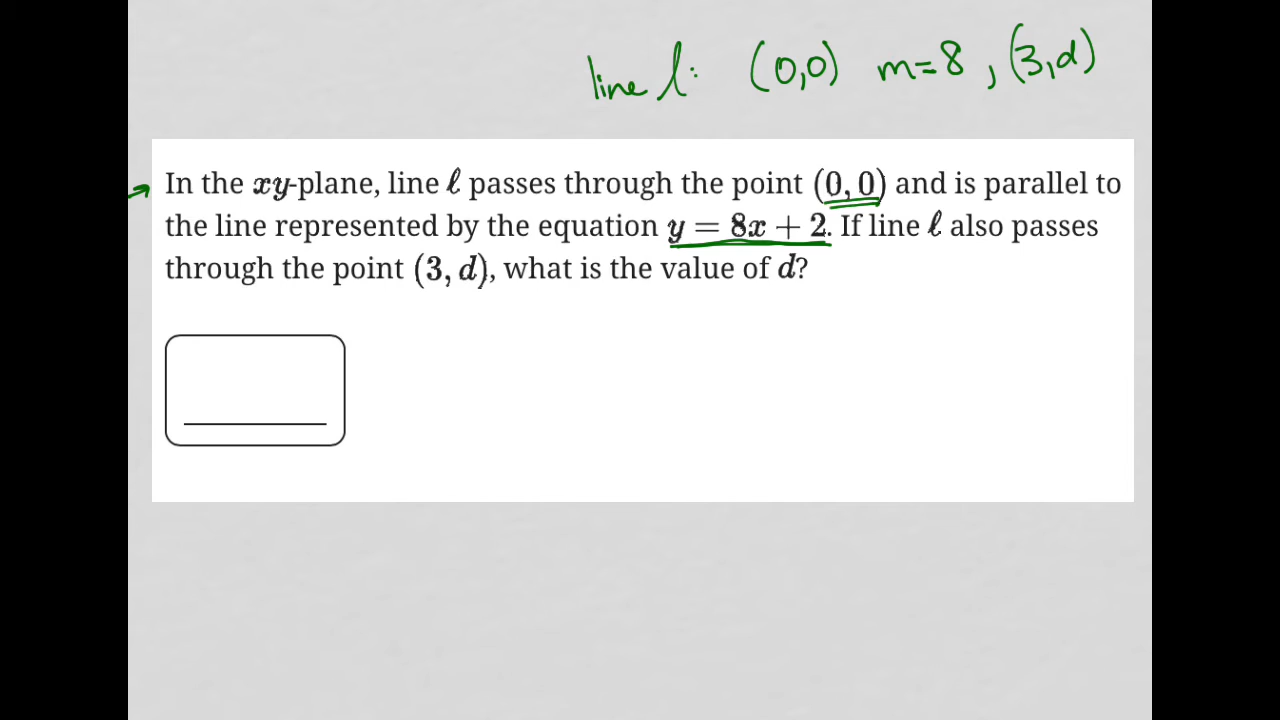 line ℓ: (0,0) m=8 , (3,d)
In the xy-plane, line ℓ passes through the point (0, 0) and is parallel to
the line represented by the equation y = 8x + 2. If line ℓ also passes
through the point (3, d), what is the value of d?